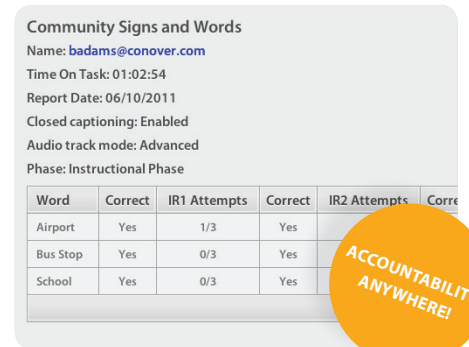 Community Signs and Words
Name: badams@conover.com
Time On Task: 01:02:54
Report Date: 06/10/2011
Closed captioning: Enabled
Audio track mode: Advanced
Phase: Instructional Phase
Word Correct IR1 Attempts Correct IR2 Attempts Corre
Airport Yes 1/3 Yes
Bus Stop Yes 0/3 Yes
School Yes 0/3 Yes
ACCOUNTABILIT
ANYWHERE!